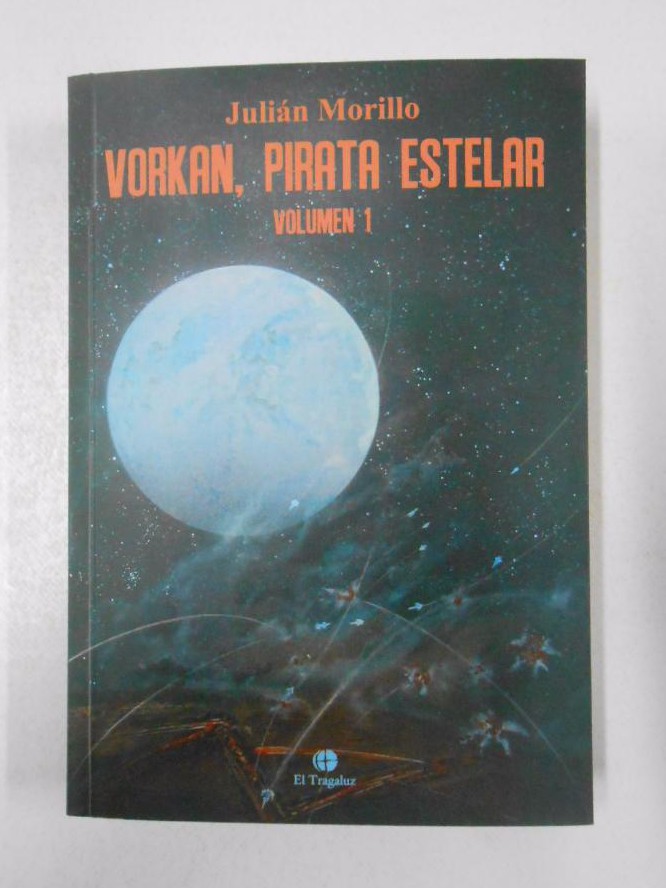 Julián Morillo
VORKAN, PIRATA ESTELAR
VOLUMEN 1
El Tragaluz